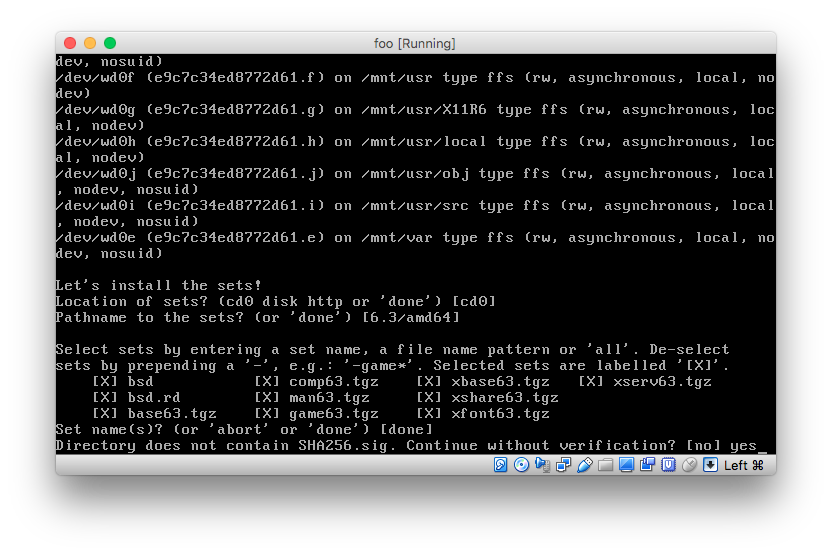 foo [Running]
dev, nosuid)
/dev/wd0f (e9c7c34ed8772d61.f) on /mnt/usr type ffs (rw, asynchronous, local, no
dev)
/dev/wd0g (e9c7c34ed8772d61.g) on /mnt/usr/X11R6 type ffs (rw, asynchronous, loc
al, nodev)
/dev/wd0h (e9c7c34ed8772d61.h) on /mnt/usr/local type ffs (rw, asynchronous, loc
al, nodev)
/dev/wd0j (e9c7c34ed8772d61.j) on /mnt/usr/obj type ffs (rw, asynchronous, local
, nodev, nosuid)
/dev/wd0i (e9c7c34ed8772d61.i) on /mnt/usr/src type ffs (rw, asynchronous, local
, nodev, nosuid)
/dev/wd0e (e9c7c34ed8772d61.e) on /mnt/var type ffs (rw, asynchronous, local, no
dev, nosuid)
Let's install the sets!
Location of sets? (cd0 disk http or 'done') [cd0]
Pathname to the sets? (or 'done') [6.3/amd64]
Select sets by entering a set name, a file name pattern or 'all'. De-select
sets by prepending a '-', e.g.: '-game*'. Selected sets are labelled '[X]'.
[X] bsd [X] comp63.tgz [X] xbase63.tgz [X] xserv63.tgz
[X] bsd.rd [X] man63.tgz [X] xshare63.tgz
[X] base63.tgz [X] game63.tgz [X] xfont63.tgz
Set name(s)? (or 'abort' or 'done') [done]
Directory does not contain SHA256.sig. Continue without verification? [no] yes_
Left ⌘